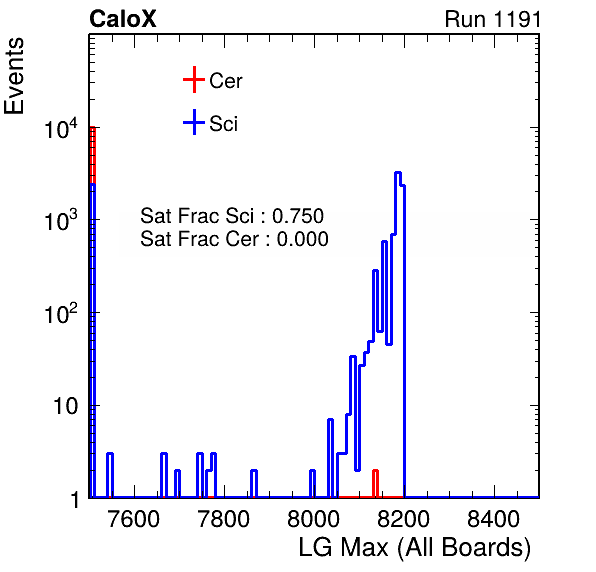 CaloX Run 1191
Events
Cer
Sci
Sat Frac Sci : 0.750
Sat Frac Cer : 0.000
10⁴
10³
10²
10
1
7600 7800 8000 8200 8400
LG Max (All Boards)